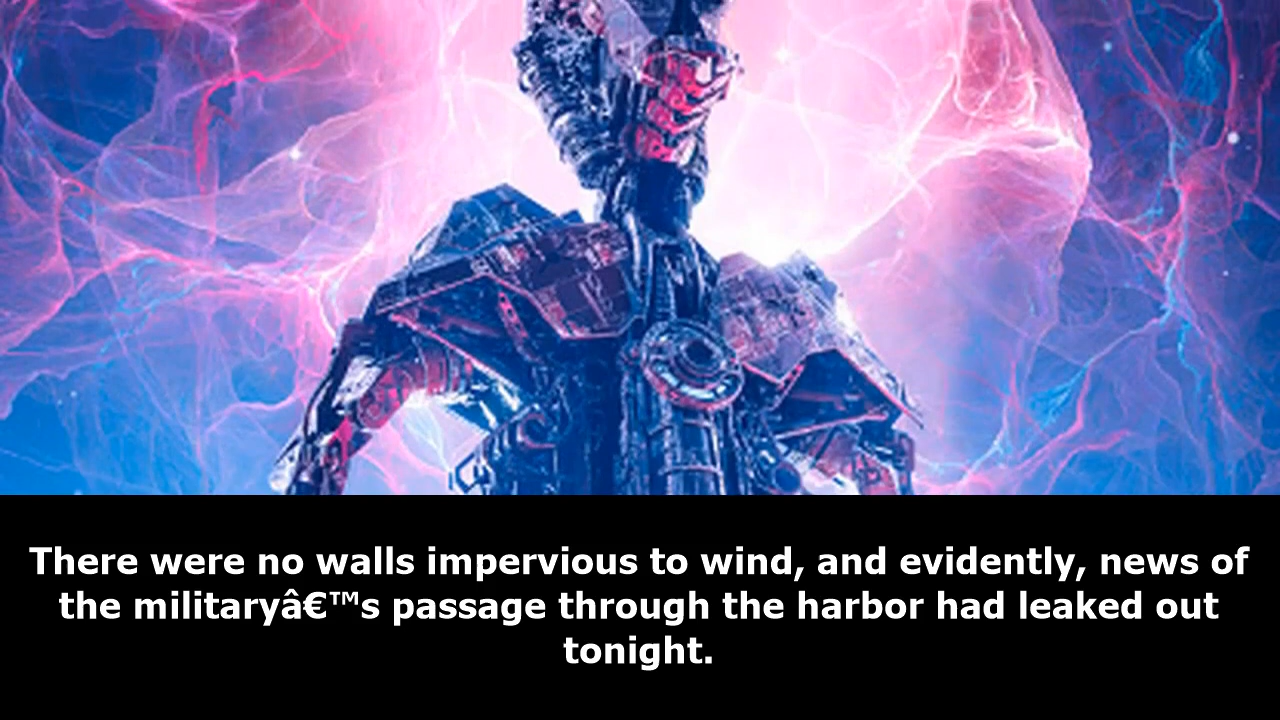 There were no walls impervious to wind, and evidently, news of
the militaryâ€™s passage through the harbor had leaked out
tonight.